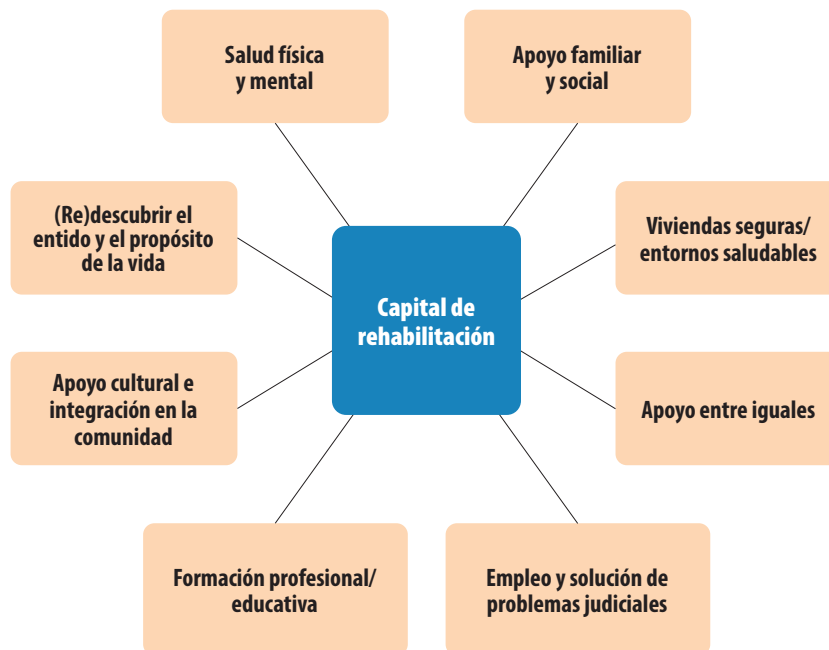 Salud física
y mental
Apoyo familiar
y social
(Re)descubrir el
entido y el propósito
de la vida
Viviendas seguras/
entornos saludables
Capital de
rehabilitación
Apoyo cultural e
integración en la
comunidad
Apoyo entre iguales
Formación profesional/
educativa
Empleo y solución de
problemas judiciales